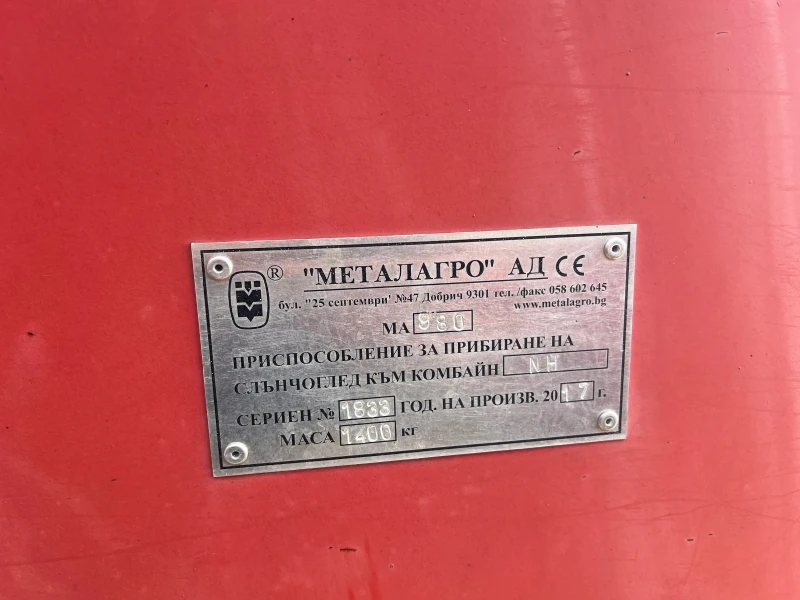 ® "МЕТАЛАГРО" АД CE
бул. "25 септември' №47 Добрич 9301 тел. /факс 058 602 645
www.metalagro.bg
МА 980
ПРИСПОСОБЛЕНИЕ ЗА ПРИБИРАНЕ НА
СЛЪНЧОГЛЕД КЪМ КОМБАЙН NH
СЕРИЕН № 1833 ГОД. НА ПРОИЗВ. 2017 г.
МАСА 1400 кг